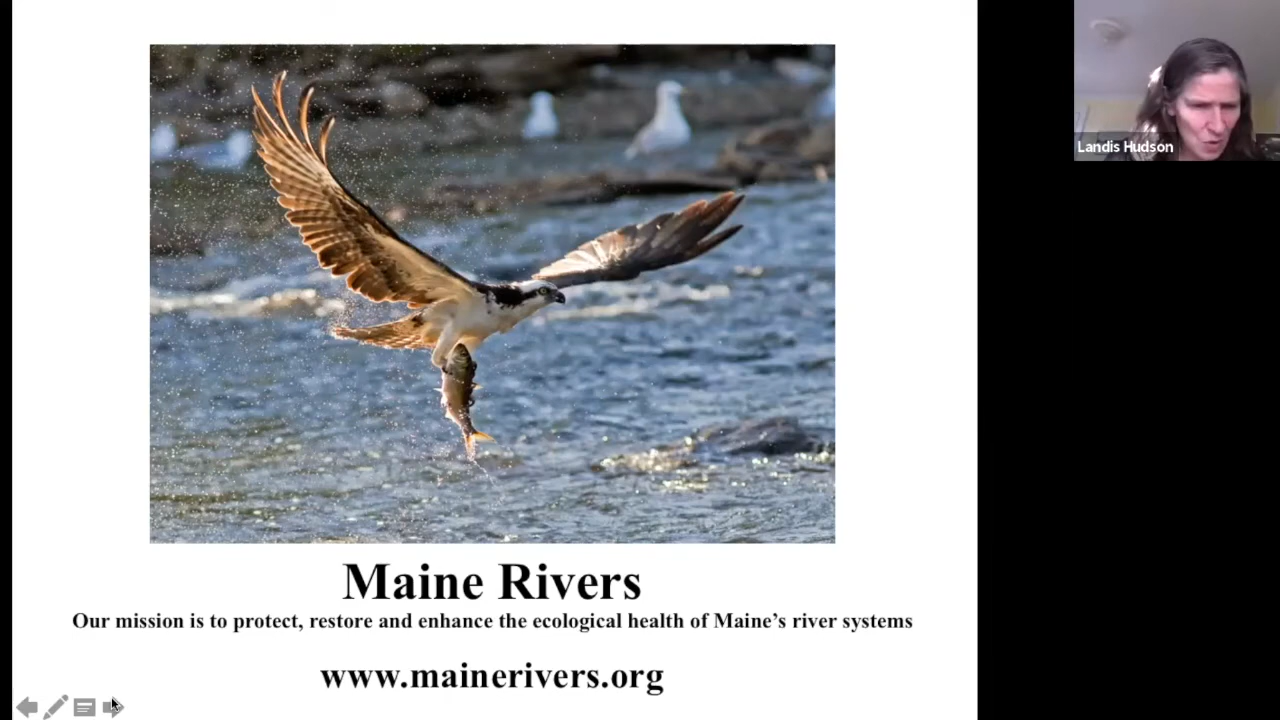 Landis Hudson
Maine Rivers
Our mission is to protect, restore and enhance the ecological health of Maine’s river systems
www.mainerivers.org